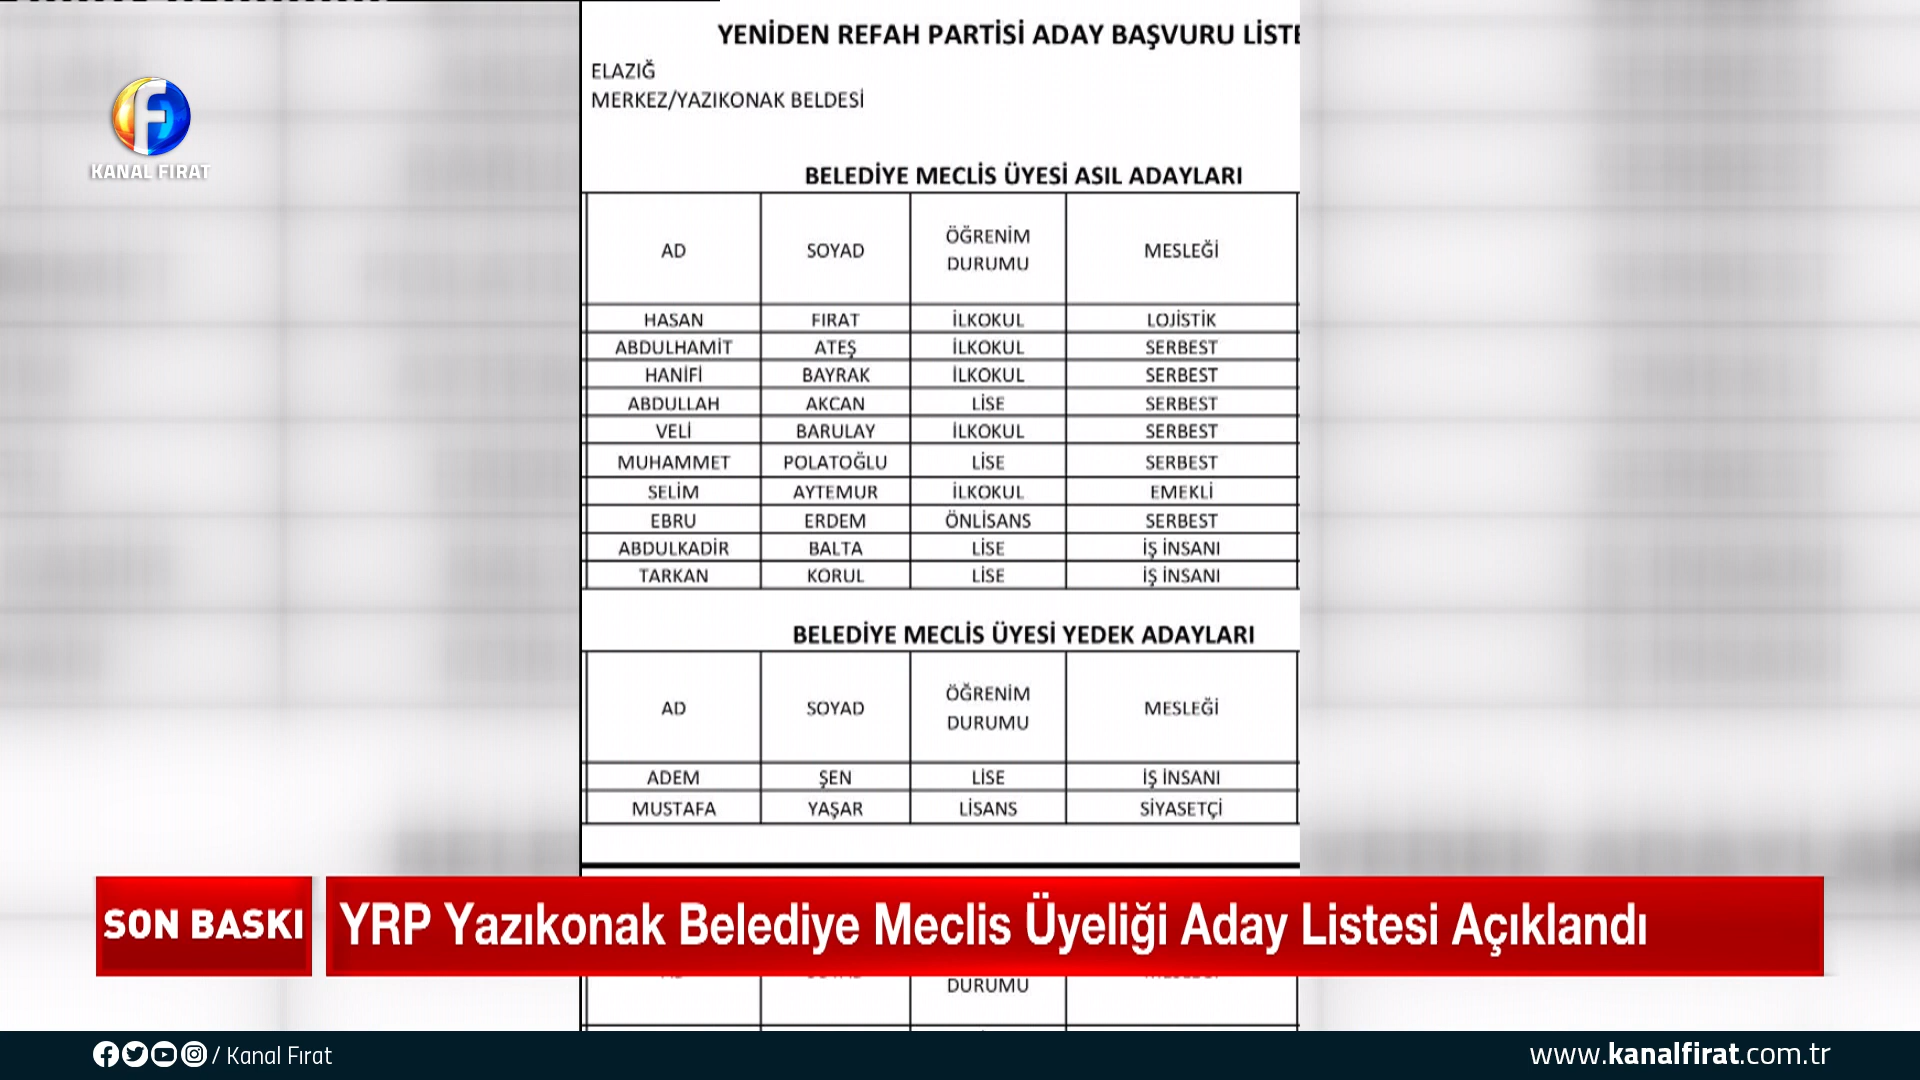 YENİDEN REFAH PARTİSİ ADAY BAŞVURU LİSTE
ELAZIĞ
MERKEZ/YAZIKONAK BELDESİ
KANAL FIRAT
BELEDİYE MECLİS ÜYESİ ASIL ADAYLARI
AD SOYAD ÖĞRENİM DURUMU MESLEĞİ
HASAN FIRAT İLKOKUL LOJİSTİK
ABDULHAMİT ATEŞ İLKOKUL SERBEST
HANİFİ BAYRAK İLKOKUL SERBEST
ABDULLAH AKCAN LİSE SERBEST
VELİ BARULAY İLKOKUL SERBEST
MUHAMMET POLATOĞLU LİSE SERBEST
SELİM AYTEMUR İLKOKUL EMEKLİ
EBRU ERDEM ÖNLİSANS SERBEST
ABDULKADİR BALTA LİSE İŞ İNSANI
TARKAN KORUL LİSE İŞ İNSANI
BELEDİYE MECLİS ÜYESİ YEDEK ADAYLARI
AD SOYAD ÖĞRENİM DURUMU MESLEĞİ
ADEM ŞEN LİSE İŞ İNSANI
MUSTAFA YAŞAR LİSANS SİYASETÇİ
SON BASKI
YRP Yazıkonak Belediye Meclis Üyeliği Aday Listesi Açıklandı
DURUMU
/ Kanal Fırat
www.kanalfirat.com.tr